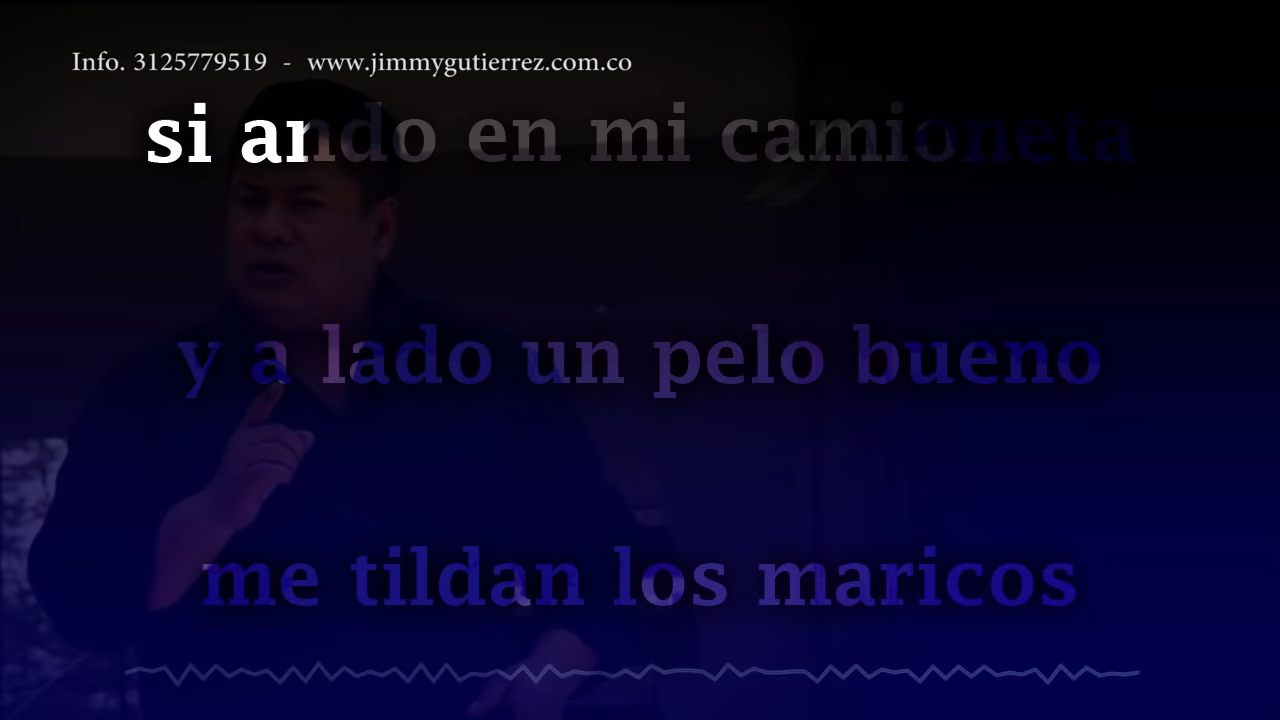 Info. 3125779519 - www.jimmygutierrez.com.co
si ando en mi camioneta
y a lado un pelo bueno
me tildan los maricos